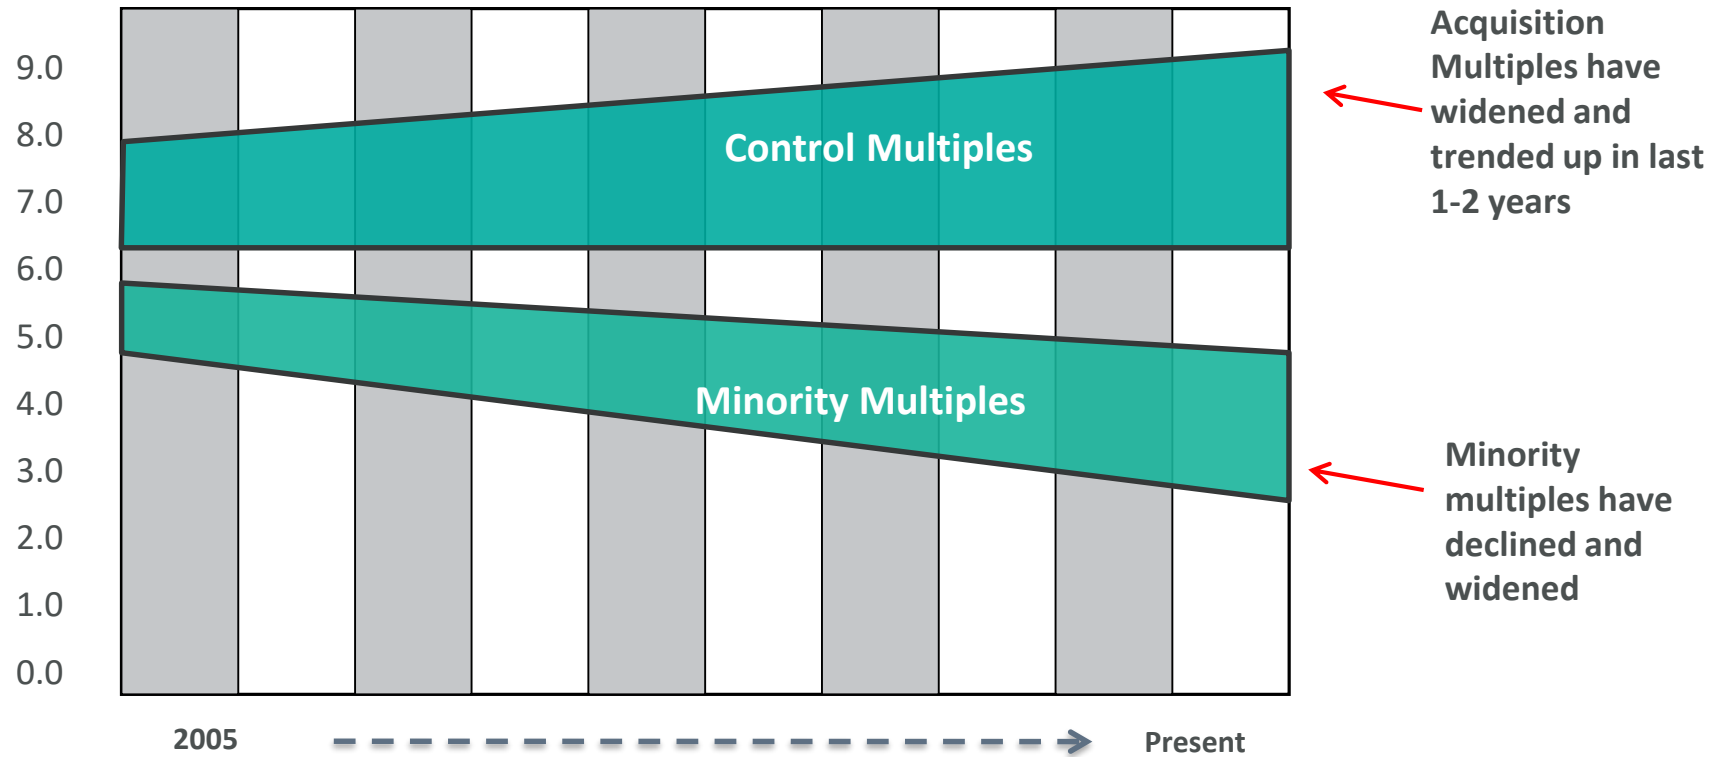 9.0
8.0
7.0
6.0
5.0
4.0
3.0
2.0
1.0
0.0
Control Multiples
Minority Multiples
Acquisition
Multiples have
widened and
trended up in last
1-2 years
Minority
multiples have
declined and
widened
2005
Present